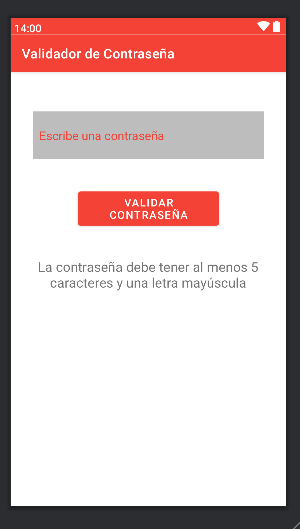 14:00
Validador de Contraseña
Escribe una contraseña
VALIDAR
CONTRASEÑA
La contraseña debe tener al menos 5
caracteres y una letra mayúscula